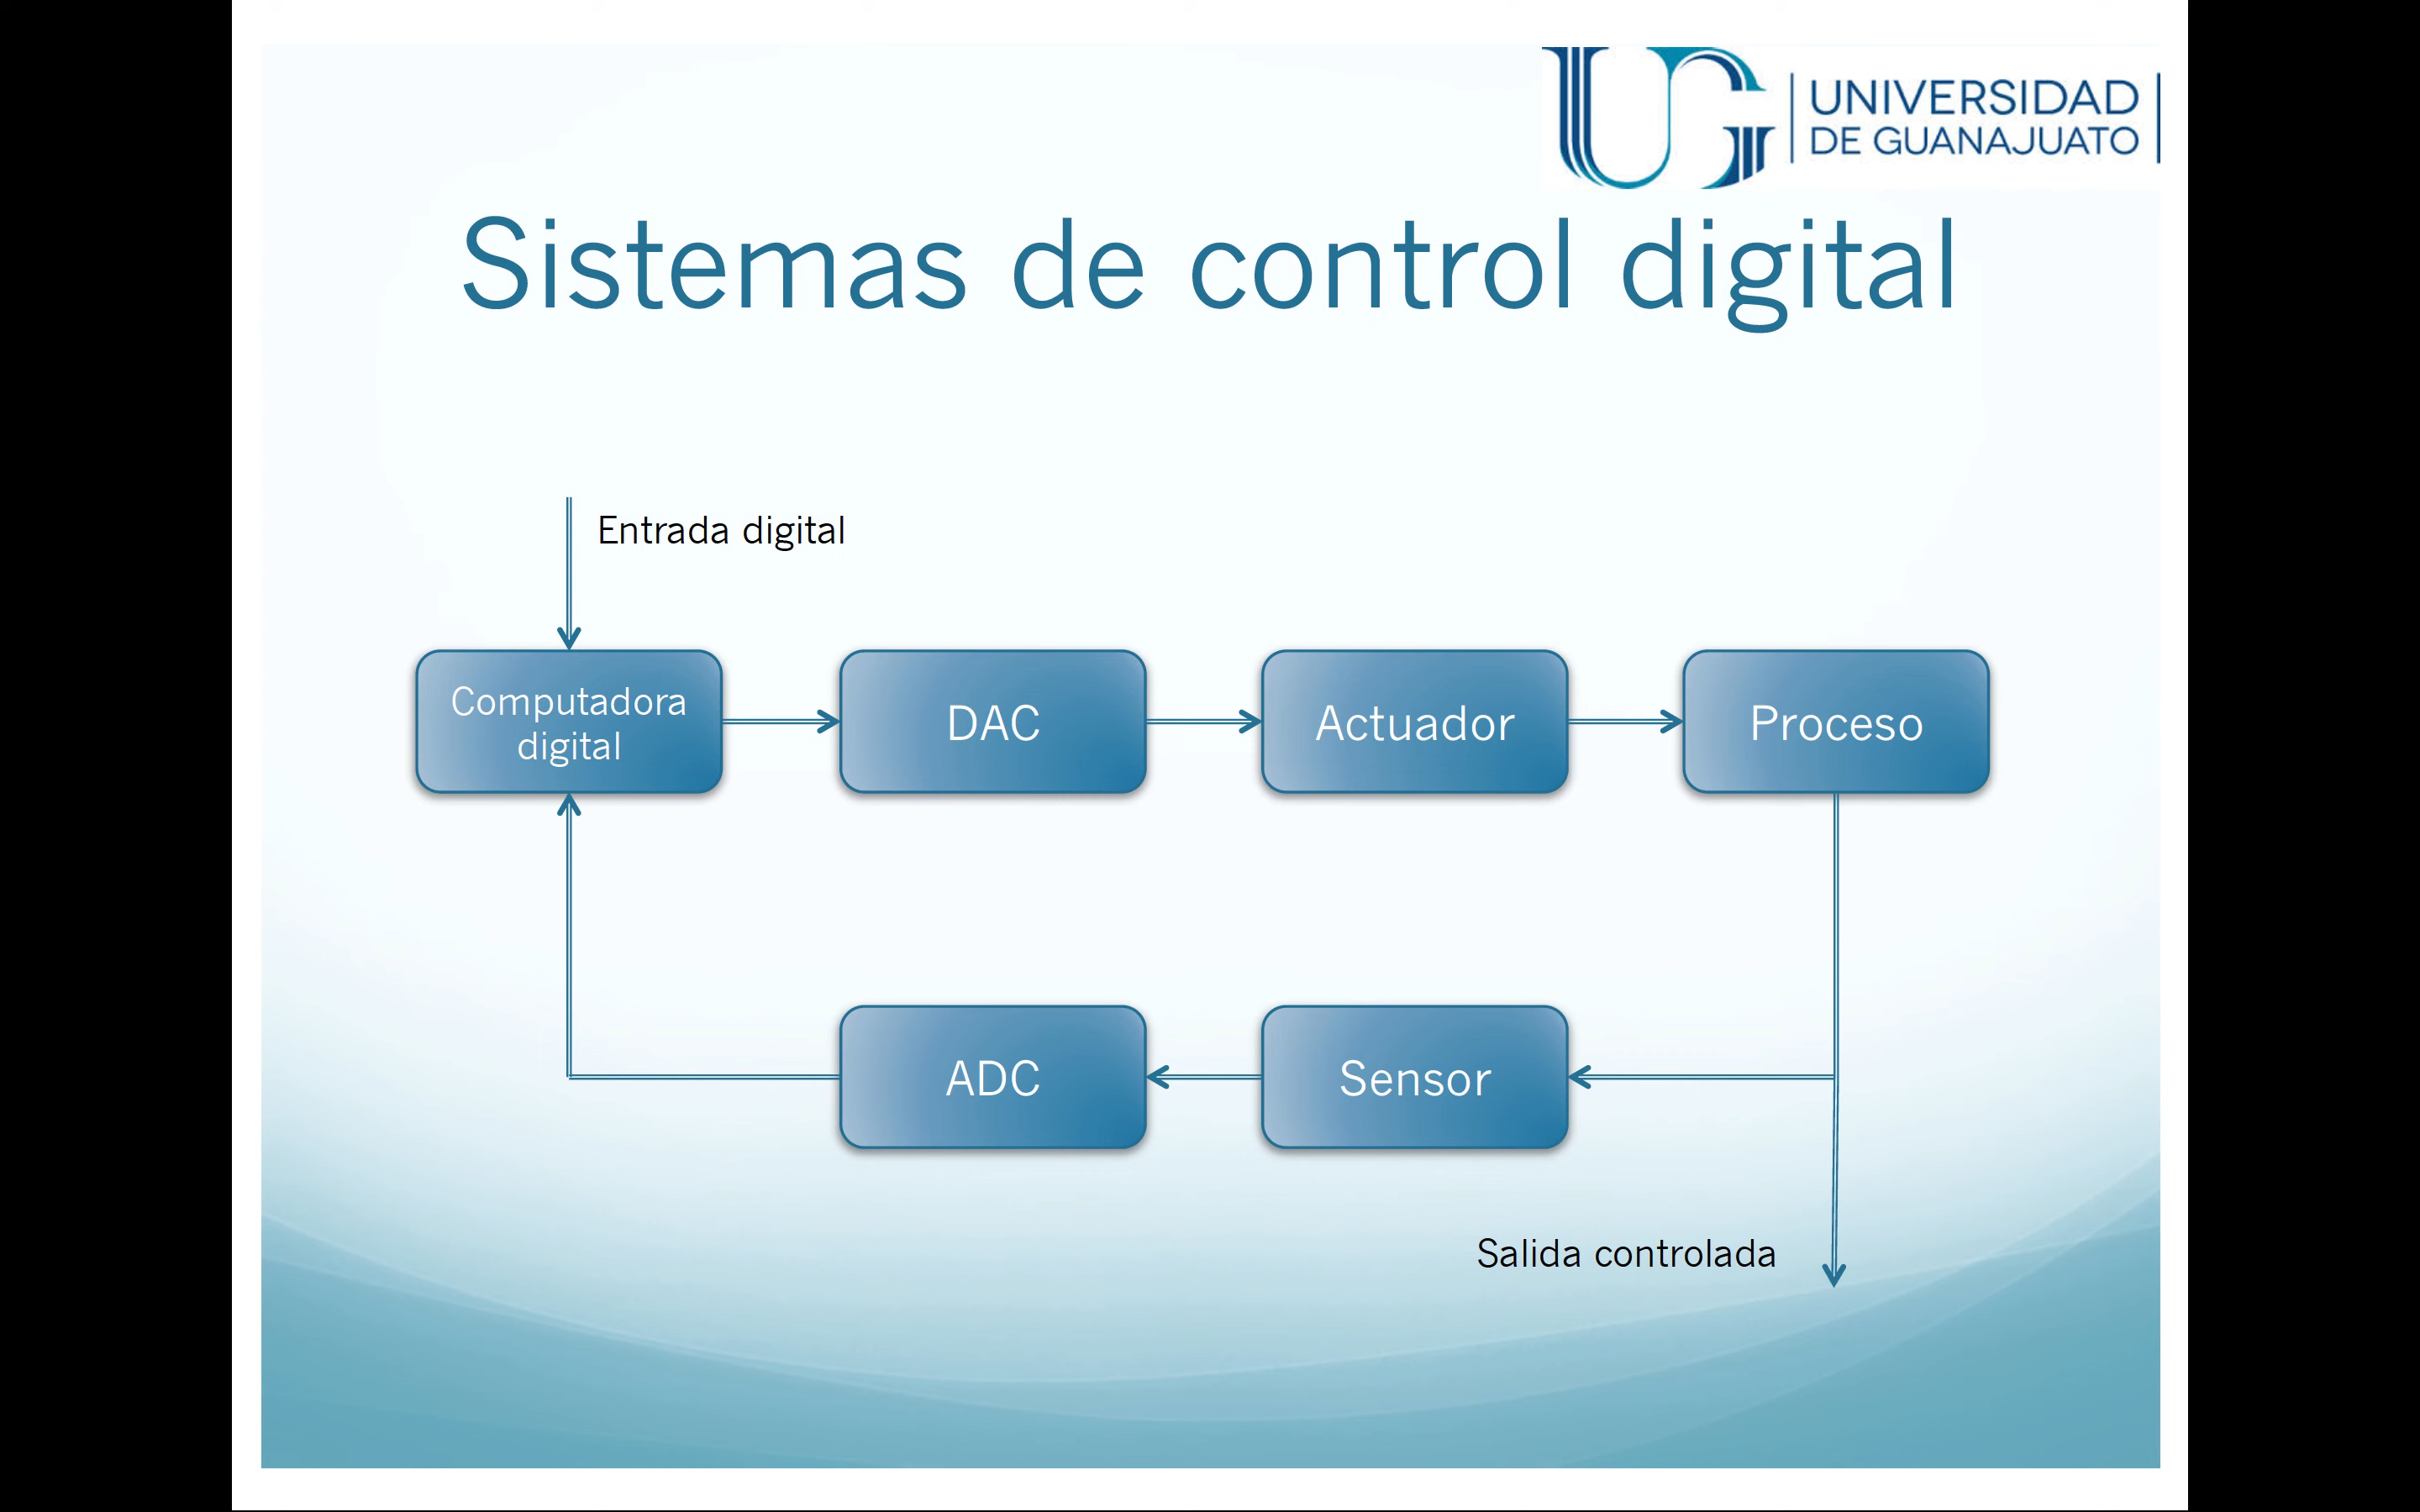 UNIVERSIDAD
DE GUANAJUATO
Sistemas de control digital
Entrada digital
Computadora
digital
DAC
Actuador
Proceso
ADC
Sensor
Salida controlada